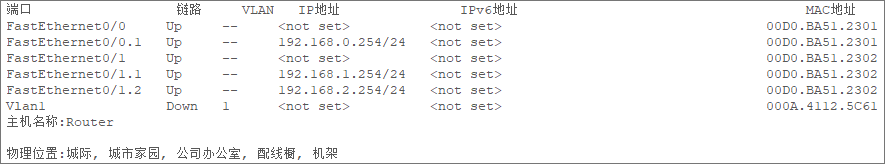 端口 链路 VLAN IP地址 IPv6地址 MAC地址
FastEthernet0/0 Up -- <not set> <not set> 00D0.BA51.2301
FastEthernet0/0.1 Up -- 192.168.0.254/24 <not set> 00D0.BA51.2301
FastEthernet0/1 Up -- <not set> <not set> 00D0.BA51.2302
FastEthernet0/1.1 Up -- 192.168.1.254/24 <not set> 00D0.BA51.2302
FastEthernet0/1.2 Up -- 192.168.2.254/24 <not set> 00D0.BA51.2302
Vlan1 Down 1 <not set> <not set> 000A.4112.5C61
主机名称:Router
物理位置:城际, 城市家园, 公司办公室, 配线橱, 机架